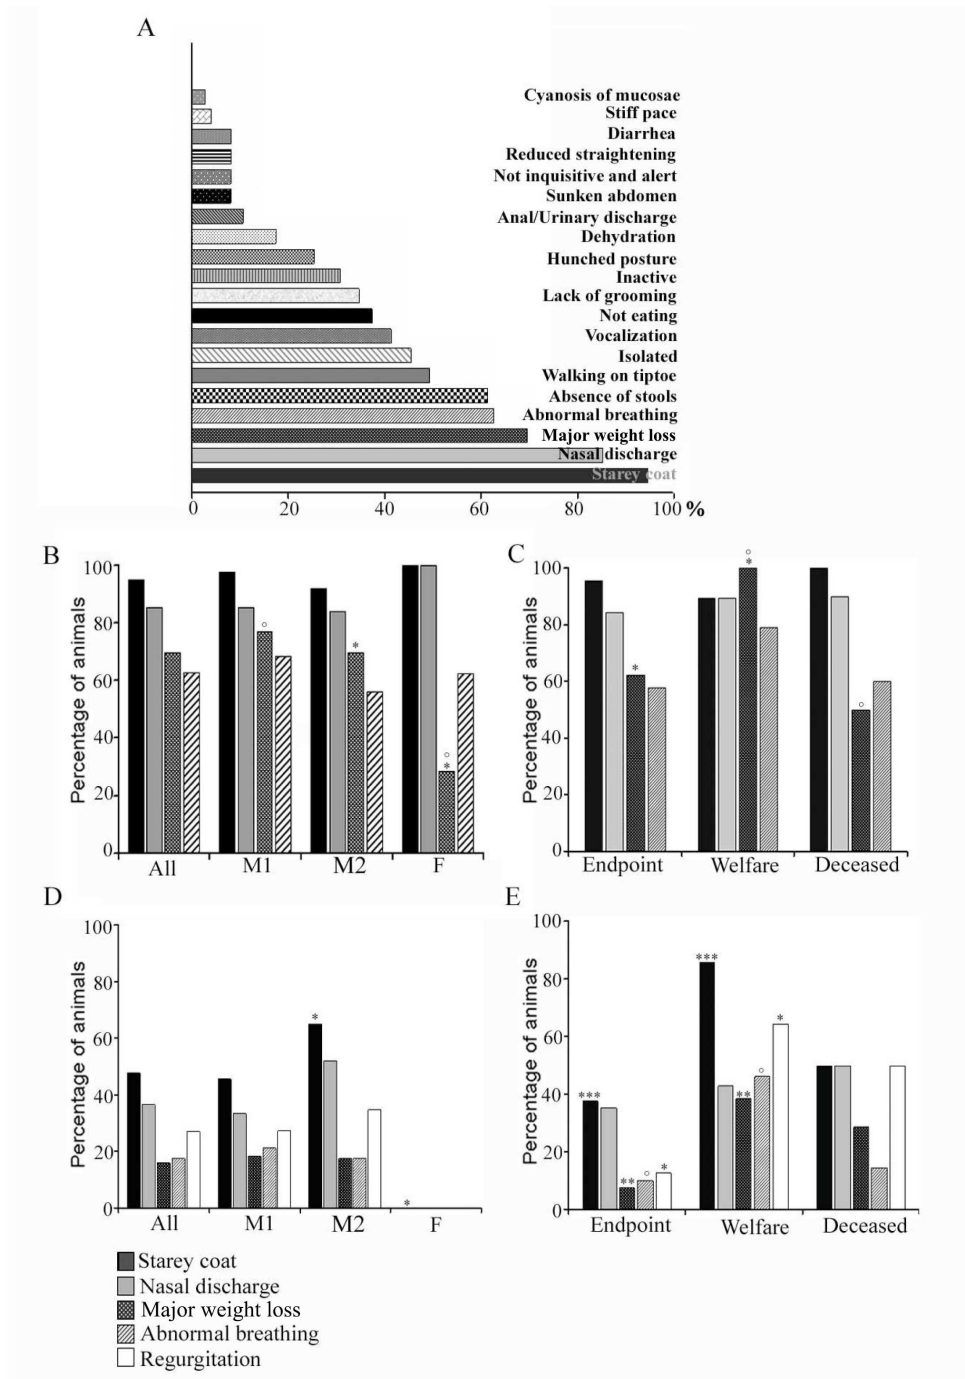 A
Cyanosis of mucosae
Stiff pace
Diarrhea
Reduced straightening
Not inquisitive and alert
Sunken abdomen
Anal/Urinary discharge
Dehydration
Hunched posture
Inactive
Lack of grooming
Not eating
Vocalization
Isolated
Walking on tiptoe
Absence of stools
Abnormal breathing
Major weight loss
Nasal discharge
Starey coat
0 20 40 60 80 100 %
B
Percentage of animals
100
80
60
40
20
0
° * ° *
All M1 M2 F
C
Percentage of animals
100
80
60
40
20
0
* ° * °
Endpoint Welfare Deceased
D
Percentage of animals
100
80
60
40
20
0
* *
All M1 M2 F
E
Percentage of animals
100
80
60
40
20
0
*** ** ° * *** ** ° *
Endpoint Welfare Deceased
Starey coat
Nasal discharge
Major weight loss
Abnormal breathing
Regurgitation